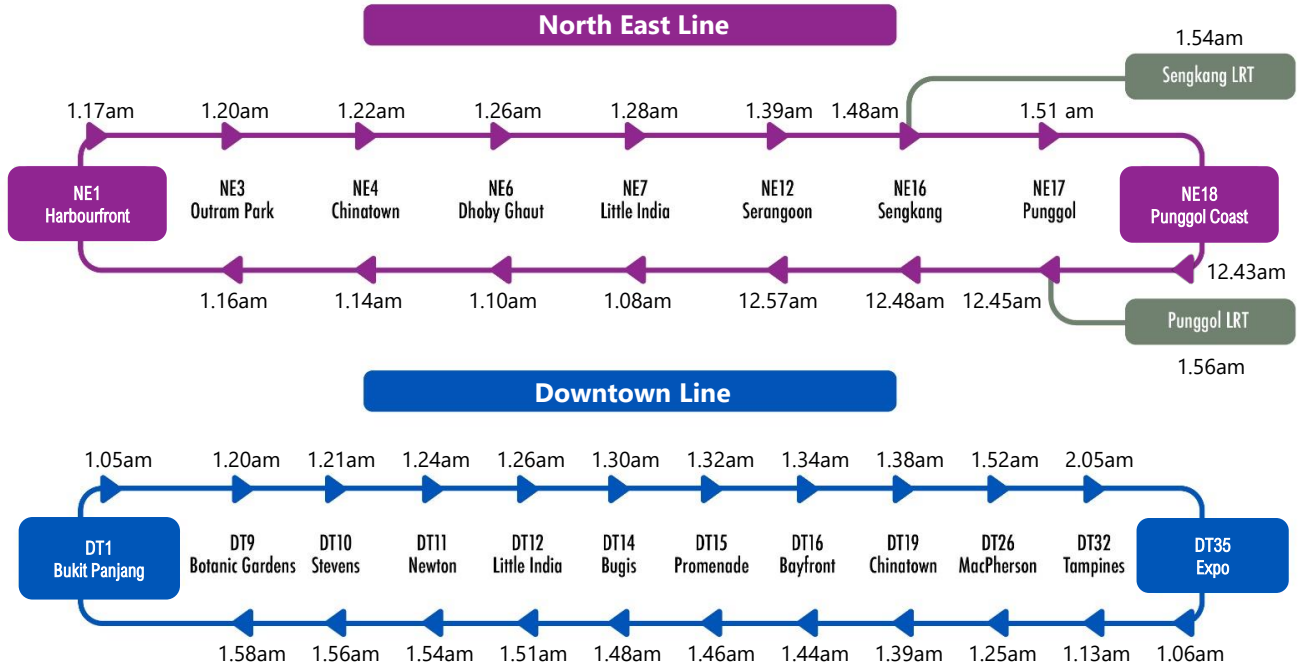 North East Line
1.54am
Sengkang LRT
1.17am 1.20am 1.22am 1.26am 1.28am 1.39am 1.48am 1.51 am
NE1 NE3 NE4 NE6 NE7 NE12 NE16 NE17 NE18
Harbourfront Outram Park Chinatown Dhoby Ghaut Little India Serangoon Sengkang Punggol Punggol Coast
1.16am 1.14am 1.10am 1.08am 12.57am 12.48am 12.45am 12.43am
Punggol LRT
1.56am
Downtown Line
1.05am 1.20am 1.21am 1.24am 1.26am 1.30am 1.32am 1.34am 1.38am 1.52am 2.05am
DT1 DT9 DT10 DT11 DT12 DT14 DT15 DT16 DT19 DT26 DT32 DT35
Bukit Panjang Botanic Gardens Stevens Newton Little India Bugis Promenade Bayfront Chinatown MacPherson Tampines Expo
1.58am 1.56am 1.54am 1.51am 1.48am 1.46am 1.44am 1.39am 1.25am 1.13am 1.06am